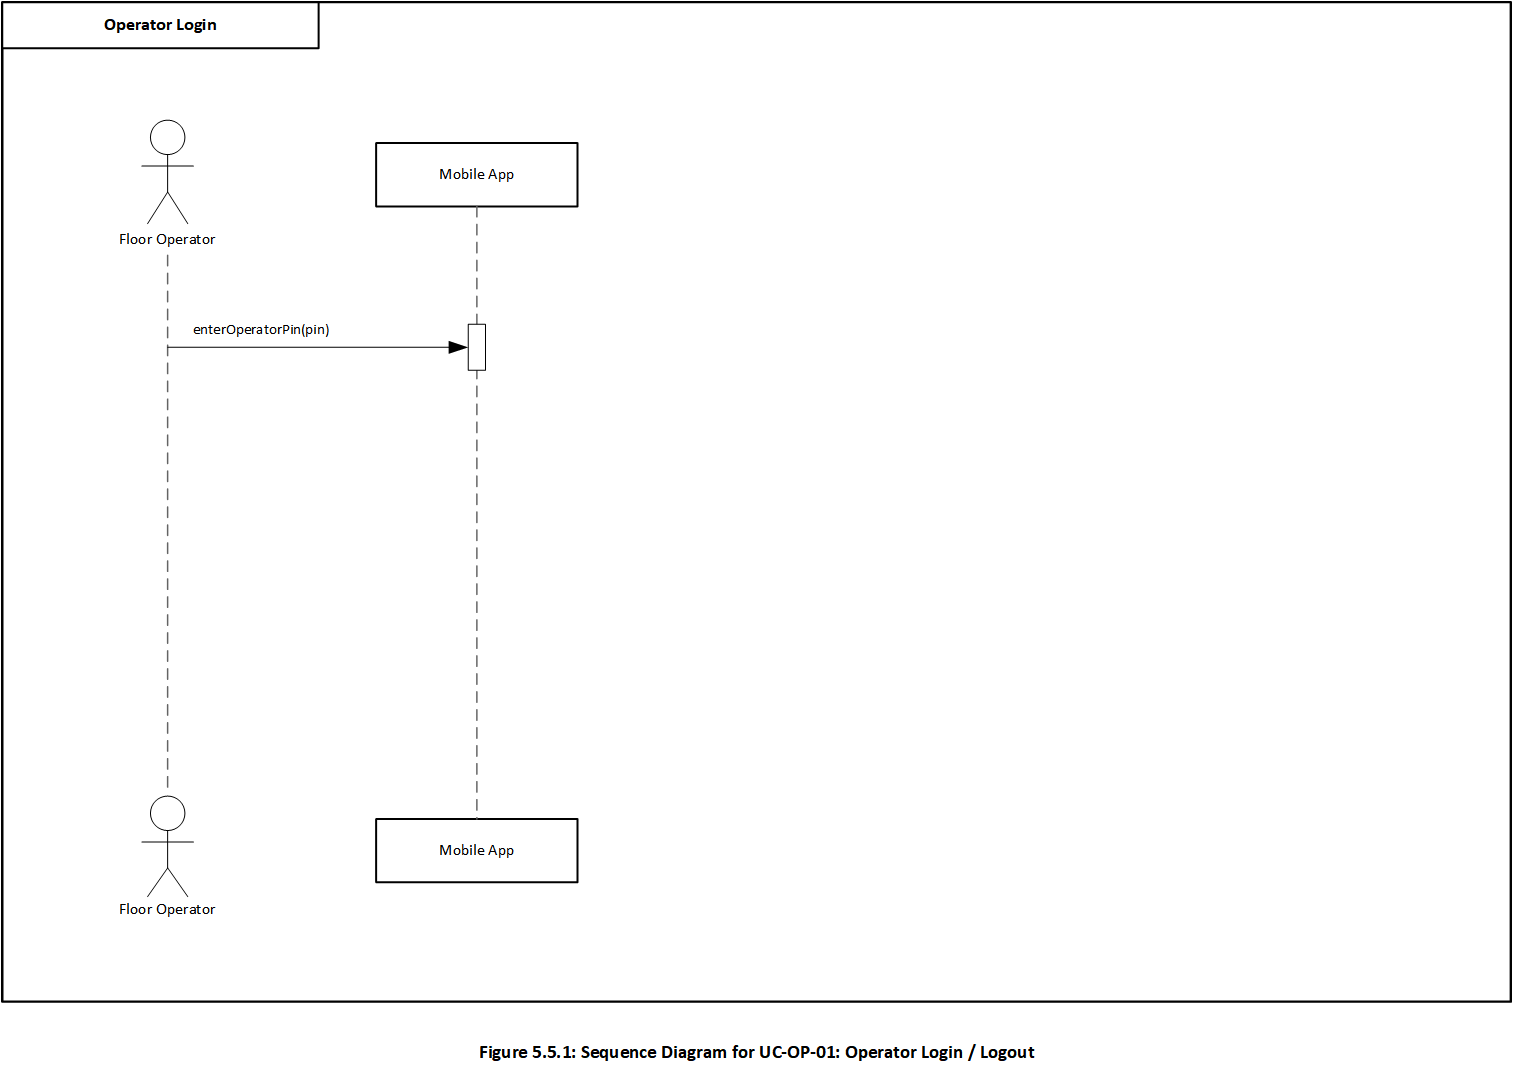 Operator Login
Floor Operator
Mobile App
enterOperatorPin(pin)
Mobile App
Floor Operator
Figure 5.5.1: Sequence Diagram for UC-OP-01: Operator Login / Logout